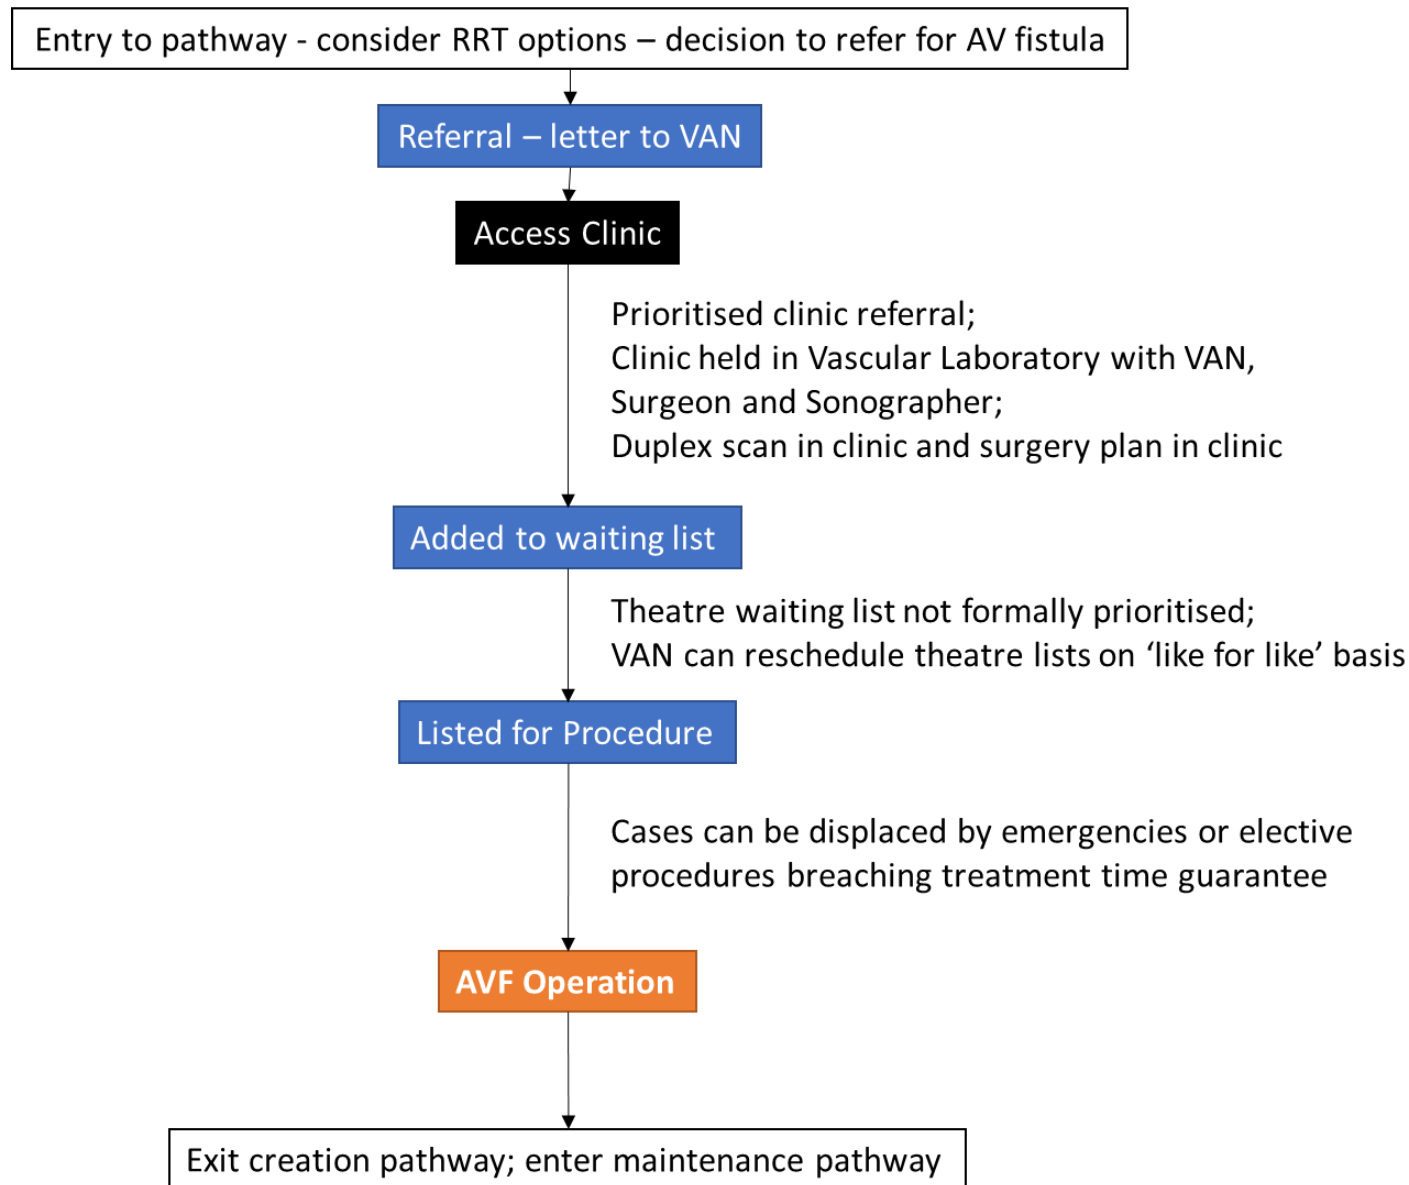 Entry to pathway - consider RRT options – decision to refer for AV fistula
Referral – letter to VAN
Access Clinic
Prioritised clinic referral;
Clinic held in Vascular Laboratory with VAN,
Surgeon and Sonographer;
Duplex scan in clinic and surgery plan in clinic
Added to waiting list
Theatre waiting list not formally prioritised;
VAN can reschedule theatre lists on ‘like for like’ basis
Listed for Procedure
Cases can be displaced by emergencies or elective
procedures breaching treatment time guarantee
AVF Operation
Exit creation pathway; enter maintenance pathway